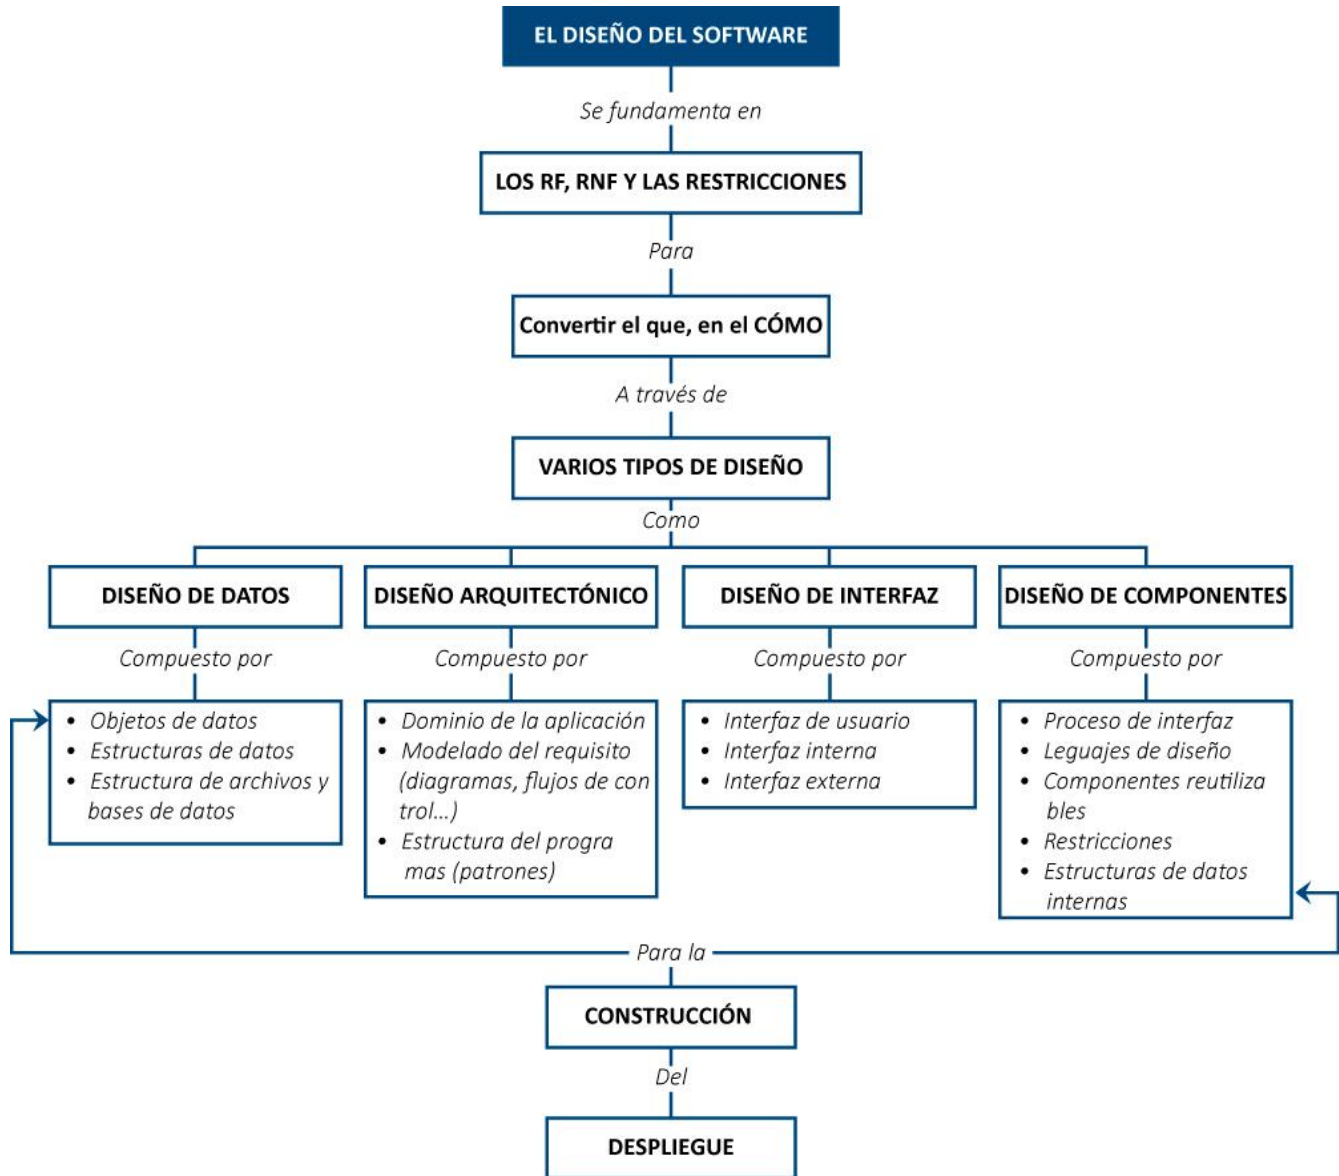 EL DISEÑO DEL SOFTWARE
Se fundamenta en
LOS RF, RNF Y LAS RESTRICCIONES
Para
Convertir el que, en el CÓMO
A través de
VARIOS TIPOS DE DISEÑO
Como
DISEÑO DE DATOS
Compuesto por
• Objetos de datos
• Estructuras de datos
• Estructura de archivos y
bases de datos
DISEÑO ARQUITECTÓNICO
Compuesto por
• Dominio de la aplicación
• Modelado del requisito
(diagramas, flujos de con
trol...)
• Estructura del progra
mas (patrones)
DISEÑO DE INTERFAZ
Compuesto por
• Interfaz de usuario
• Interfaz interna
• Interfaz externa
DISEÑO DE COMPONENTES
Compuesto por
• Proceso de interfaz
• Leguajes de diseño
• Componentes reutiliza
bles
• Restricciones
• Estructuras de datos
internas
Para la
CONSTRUCCIÓN
Del
DESPLIEGUE